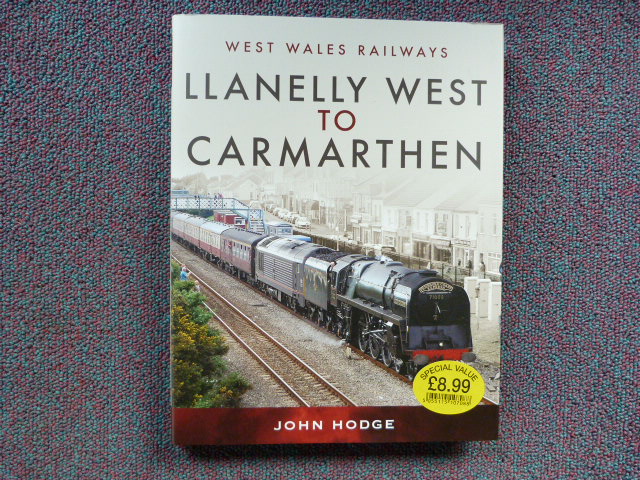 WEST WALES RAILWAYS
LLANELLY WEST
TO
CARMARTHEN
SPECIAL VALUE
£8.99
JOHN HODGE